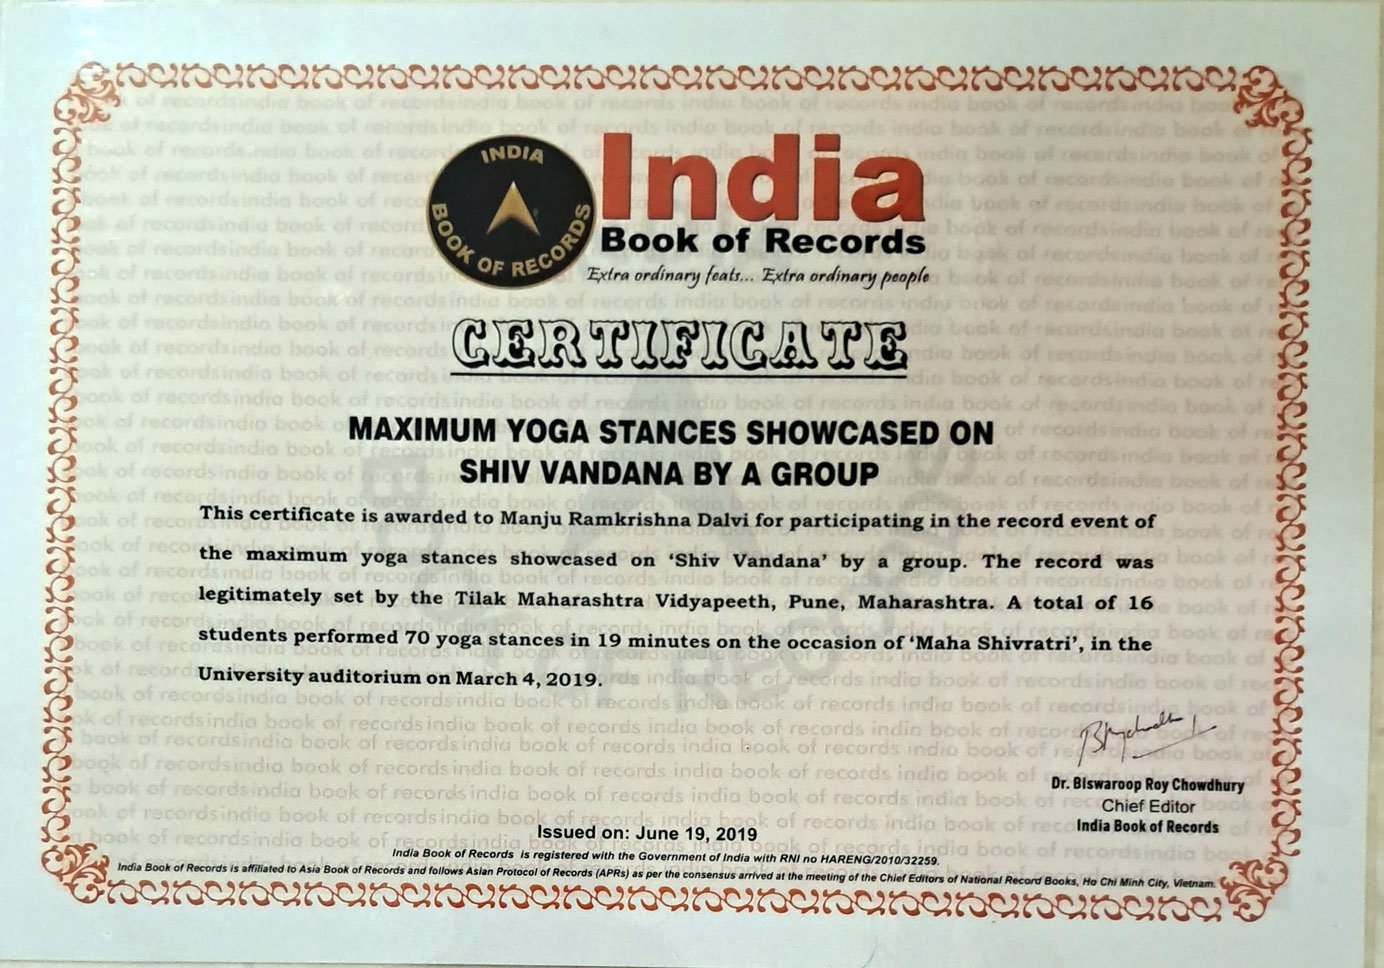 INDIA
BOOK OF RECORDS
India
Book of Records
Extra ordinary feats... Extra ordinary people
CERTIFICATE
MAXIMUM YOGA STANCES SHOWCASED ON
SHIV VANDANA BY A GROUP
This certificate is awarded to Manju Ramkrishna Dalvi for participating in the record event of
the maximum yoga stances showcased on ‘Shiv Vandana’ by a group. The record was
legitimately set by the Tilak Maharashtra Vidyapeeth, Pune, Maharashtra. A total of 16
students performed 70 yoga stances in 19 minutes on the occasion of ‘Maha Shivratri’, in the
University auditorium on March 4, 2019.
Dr. Biswaroop Roy Chowdhury
Chief Editor
India Book of Records
Issued on: June 19, 2019
India Book of Records is registered with the Government of India with RNI no HARENG/2010/32259.
India Book of Records is affiliated to Asia Book of Records and follows Asian Protocol of Records (APRs) as per the consensus arrived at the meeting of the Chief Editors of National Record Books, Ho Chi Minh City, Vietnam.